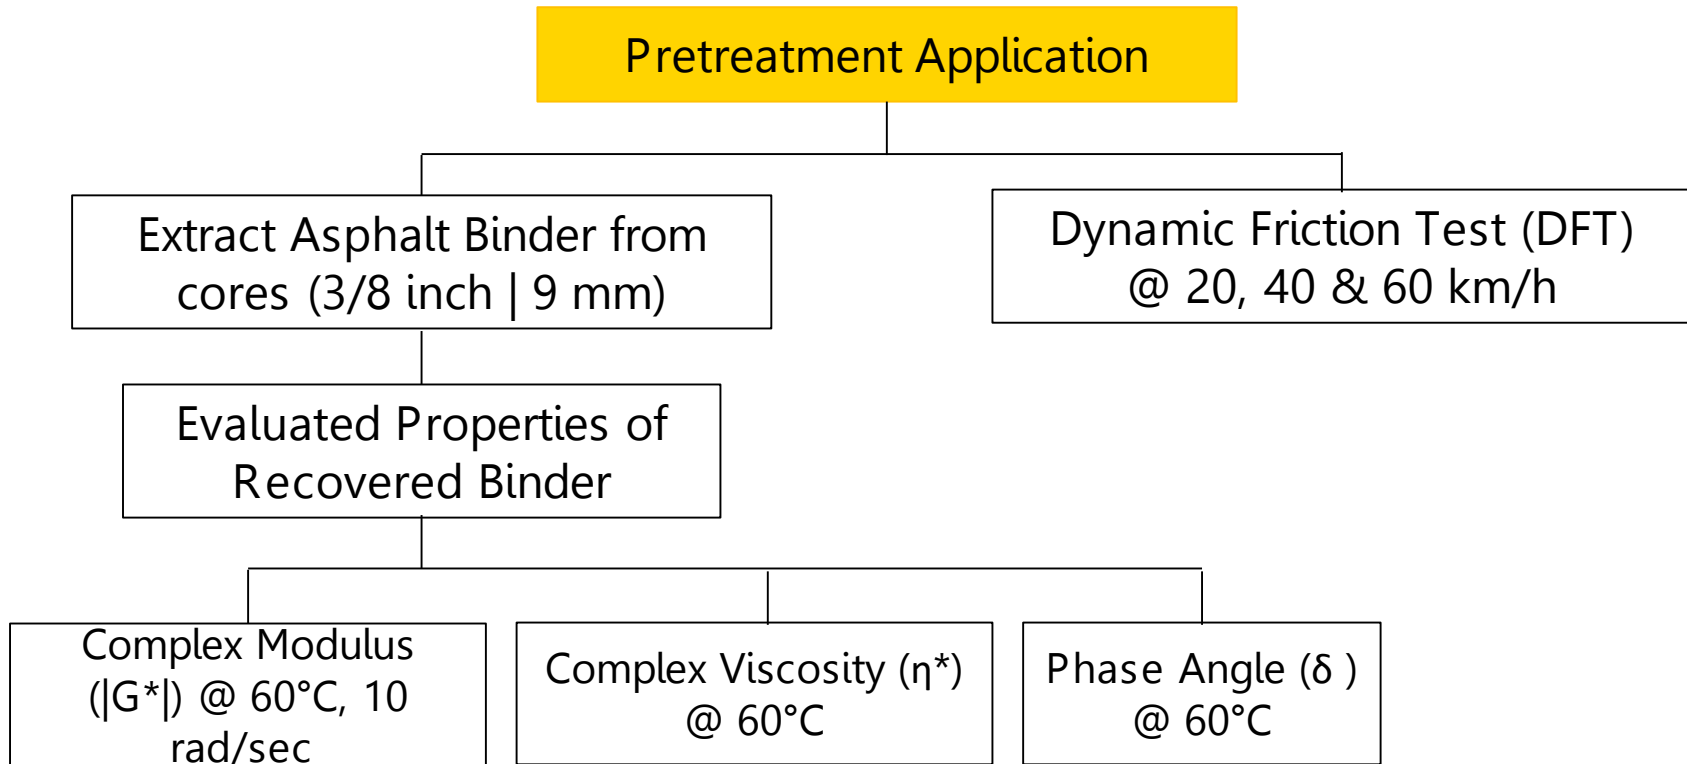 Pretreatment Application
Extract Asphalt Binder from
cores (3/8 inch | 9 mm)
Dynamic Friction Test (DFT)
@ 20, 40 & 60 km/h
Evaluated Properties of
Recovered Binder
Complex Modulus
(|G*|) @ 60°C, 10
rad/sec
Complex Viscosity (η*)
@ 60°C
Phase Angle (δ )
@ 60°C